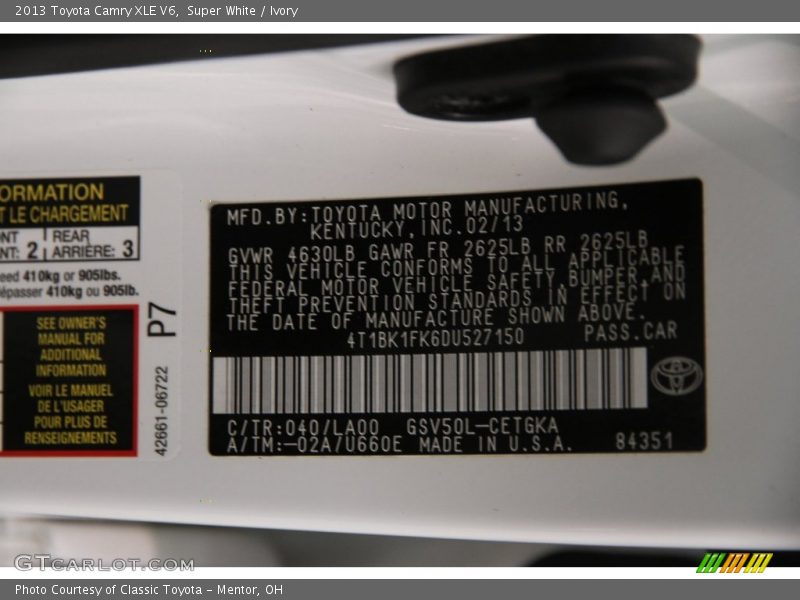 2013 Toyota Camry XLE V6, Super White / Ivory
ORMATION
T LE CHARGEMENT
NT
NT: 2
REAR
ARRIÈRE: 3
eed 410kg or 905lbs.
épasser 410kg ou 905lb.
SEE OWNER'S
MANUAL FOR
ADDITIONAL
INFORMATION
VOIR LE MANUEL
DE L'USAGER
POUR PLUS DE
RENSEIGNEMENTS
P7
42661-06722
MFD.BY:TOYOTA MOTOR MANUFACTURING,
KENTUCKY,INC.02/13
GVWR 4630LB GAWR FR 2625LB RR 2625LB
THIS VEHICLE CONFORMS TO ALL APPLICABLE
FEDERAL MOTOR VEHICLE SAFETY,BUMPER,AND
THEFT PREVENTION STANDARDS IN EFFECT ON
THE DATE OF MANUFACTURE SHOWN ABOVE.
4T1BK1FK6DU527150 PASS.CAR
C/TR:040/LA00 GSV50L-CETGKA
A/TM:-02A/U660E MADE IN U.S.A. 84351
GTCARLOT.COM
Photo Courtesy of Classic Toyota - Mentor, OH